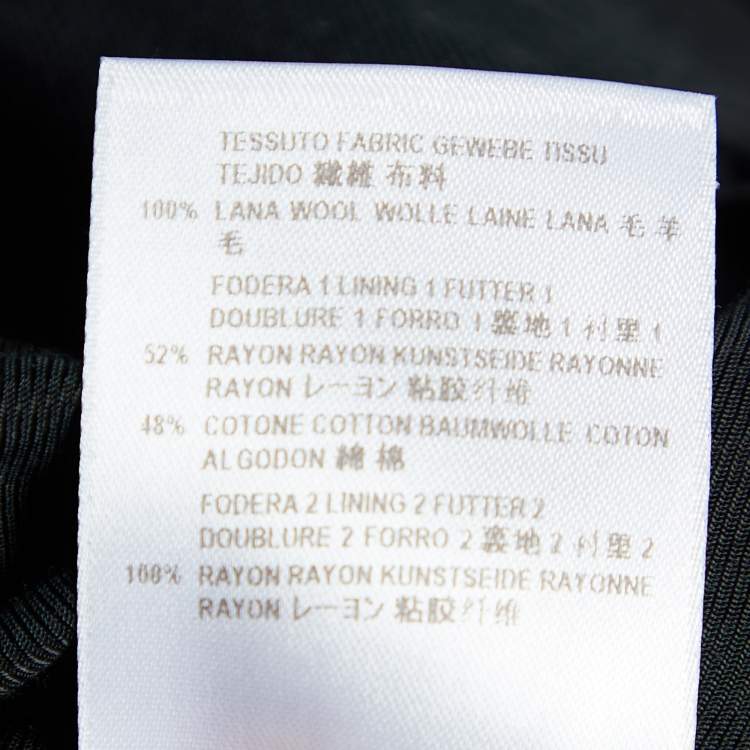 TESSUTO FABRIC GEWEBE TISSU
TEJIDO 繊維 布料
100% LANA WOOL WOLLE LAINE LANA 毛 羊
毛
FODERA 1 LINING 1 FUTTER 1
DOUBLURE 1 FORRO 1 裏地 1 衬里 1
52% RAYON RAYON KUNSTSEIDE RAYONNE
RAYON レーヨン 粘胶纤维
48% COTONE COTTON BAUMWOLLE COTON
ALGODON 綿 棉
FODERA 2 LINING 2 FUTTER 2
DOUBLURE 2 FORRO 2 裏地 2 衬里 2
100% RAYON RAYON KUNSTSEIDE RAYONNE
RAYON レーヨン 粘胶纤维